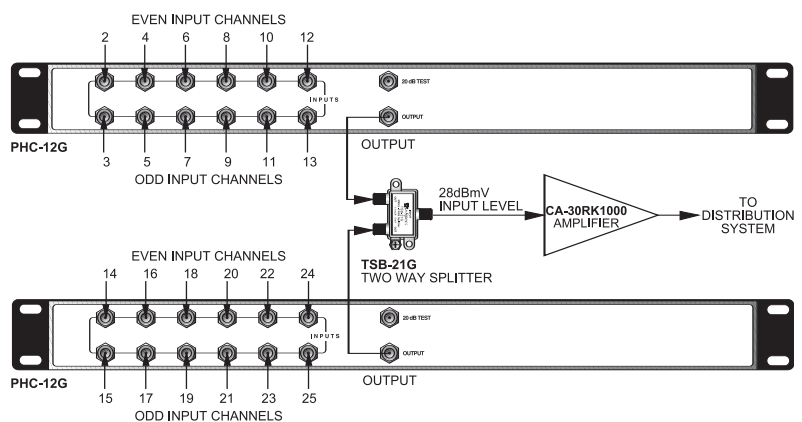 EVEN INPUT CHANNELS
2 4 6 8 10 12
20 dB TEST
INPUTS
OUTPUT
PHC-12G
3 5 7 9 11 13
OUTPUT
ODD INPUT CHANNELS
28dBmV
INPUT LEVEL
CA-30RK1000
AMPLIFIER
TO
DISTRIBUTION
SYSTEM
TSB-21G
TWO WAY SPLITTER
EVEN INPUT CHANNELS
14 16 18 20 22 24
20 dB TEST
INPUTS
OUTPUT
PHC-12G
15 17 19 21 23 25
OUTPUT
ODD INPUT CHANNELS